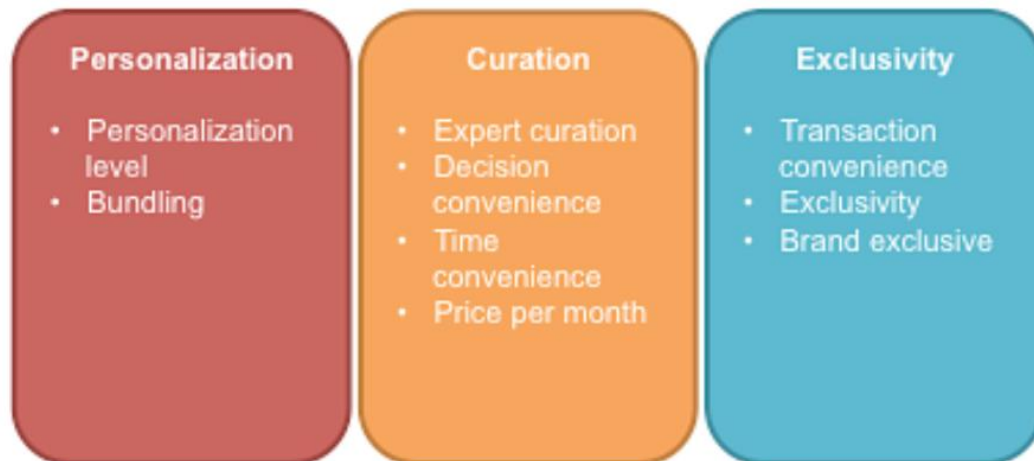 Personalization
• Personalization
level
• Bundling
Curation
• Expert curation
• Decision
convenience
• Time
convenience
• Price per month
Exclusivity
• Transaction
convenience
• Exclusivity
• Brand exclusive